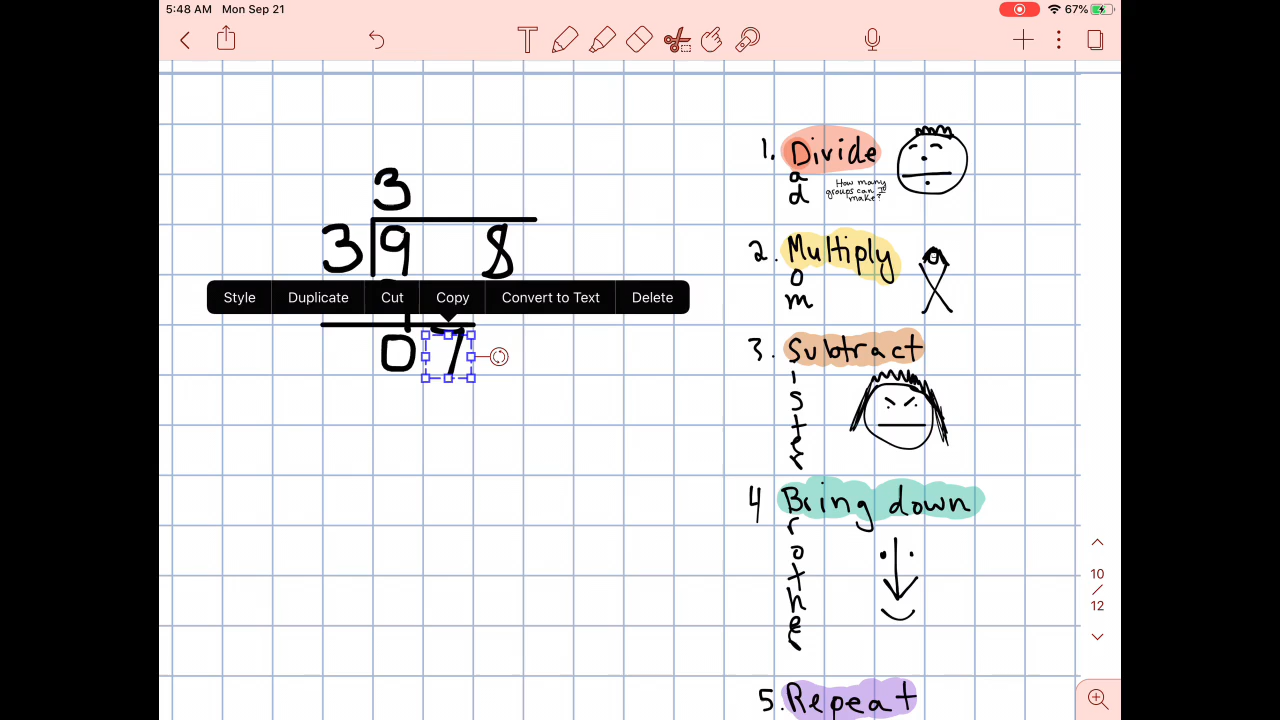 5:48 AM Mon Sep 21
67%
3
3 9 8
Style Duplicate Cut Copy Convert to Text Delete
0 7
1. Divide
a
d
How many
groups can I
make?
2. Multiply
o
m
3. Subtract
i
s
t
e
r
4 Bring down
r
o
t
h
e
r
5. Repeat
10
/
12